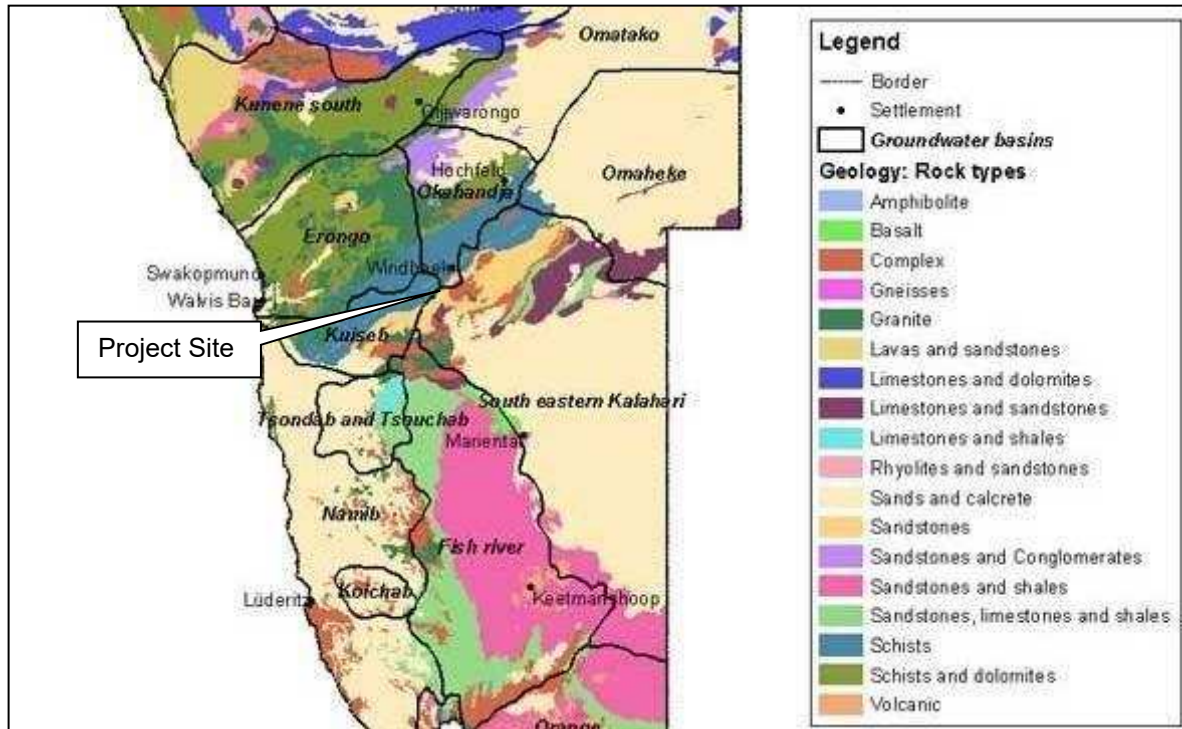 Omatako
Kunene south
Otjiwarongo
Hochfeld
Okahandja
Omaheke
Erongo
Windhoek
Swakopmund
Walvis Bay
Project Site
Kuiseb
Tsondab and Tsauchab
South eastern Kalahari
Mariental
Namib
Fish river
Koichab
Lüderitz
Keetmanshoop
Orange
Legend
Border
Settlement
Groundwater basins
Geology: Rock types
Amphibolite
Basalt
Complex
Gneisses
Granite
Lavas and sandstones
Limestones and dolomites
Limestones and sandstones
Limestones and shales
Rhyolites and sandstones
Sands and calcrete
Sandstones
Sandstones and Conglomerates
Sandstones and shales
Sandstones, limestones and shales
Schists
Schists and dolomites
Volcanic